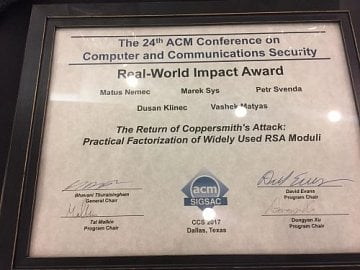 The 24th ACM Conference on
Computer and Communications Security
Real-World Impact Award
Matus Nemec Marek Sys Petr Svenda
Dusan Klinec Vashek Matyas
The Return of Coppersmith's Attack:
Practical Factorization of Widely Used RSA Moduli
Bhavani Thuraisingham
General Chair
David Evans
Program Chair
acm
SIGSAC
Tal Malkin
Program Chair
CCS 2017
Dallas, Texas
Dongyan Xu
Program Chair